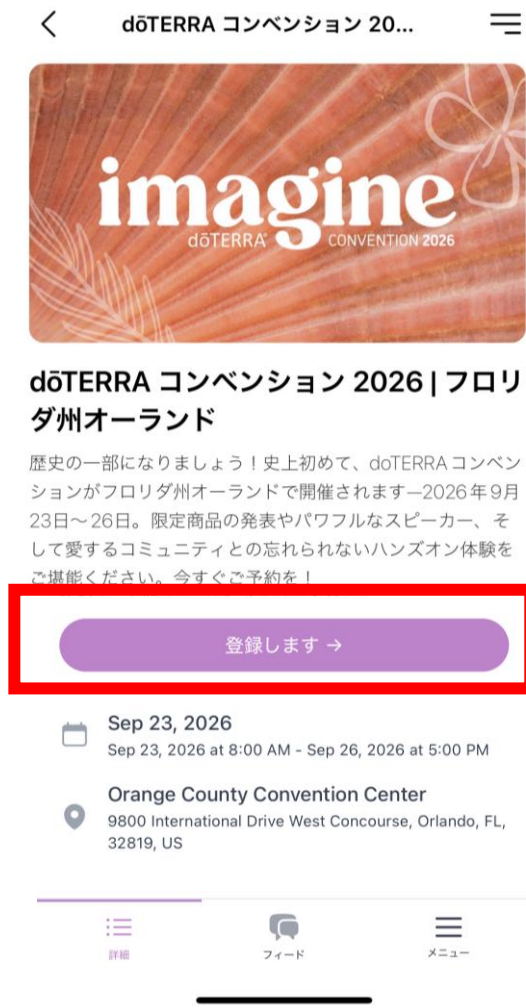 dōTERRA コンベンション 20...
imagine
dōTERRA CONVENTION 2026
dōTERRA コンベンション 2026 | フロリ
ダ州オーランド
歴史の一部になりましょう！史上初めて、doTERRAコンベン
ションがフロリダ州オーランドで開催されます—2026年9月
23日～26日。限定商品の発表やパワフルなスピーカー、そ
して愛するコミュニティとの忘れられないハンズオン体験を
ご堪能ください。今すぐご予約を！
登録します →
Sep 23, 2026
Sep 23, 2026 at 8:00 AM - Sep 26, 2026 at 5:00 PM
Orange County Convention Center
9800 International Drive West Concourse, Orlando, FL,
32819, US
詳細
フィード
メニュー